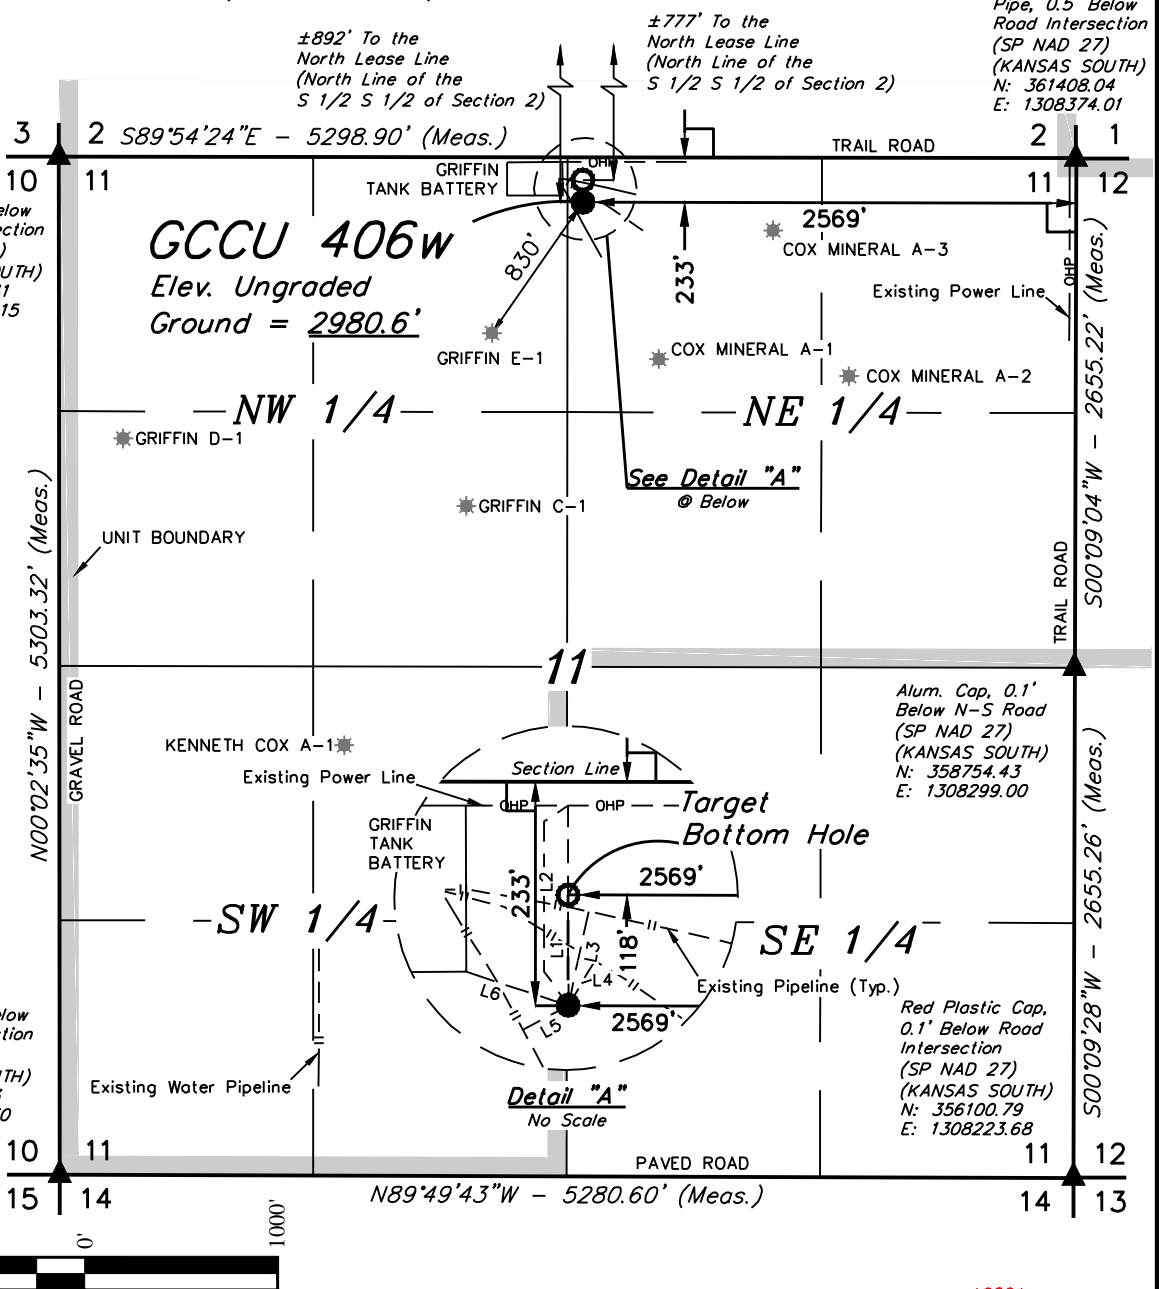 Pipe, 0.5' Below
Road Intersection
(SP NAD 27)
(KANSAS SOUTH)
N: 361408.04
E: 1308374.01
±892' To the
North Lease Line
(North Line of the
S 1/2 S 1/2 of Section 2)
±777' To the
North Lease Line
(North Line of the
S 1/2 S 1/2 of Section 2)
3 2
S89°54'24"E - 5298.90' (Meas.)
TRAIL ROAD
2 1
10 11
GRIFFIN
TANK BATTERY
OHP
11 12
GCCU 406w
Elev. Ungraded
Ground = 2980.6'
830'
2569'
233'
COX MINERAL A-3
Existing Power Line
OHP
GRIFFIN E-1
COX MINERAL A-1
COX MINERAL A-2
S00°09'04"W - 2655.22' (Meas.)
NW 1/4
NE 1/4
GRIFFIN D-1
See Detail "A"
@ Below
GRIFFIN C-1
UNIT BOUNDARY
TRAIL ROAD
N00°02'35"W - 5303.32' (Meas.)
GRAVEL ROAD
11
Alum. Cap, 0.1'
Below N-S Road
(SP NAD 27)
(KANSAS SOUTH)
N: 358754.43
E: 1308299.00
KENNETH COX A-1
Existing Power Line
Section Line
OHP
OHP
Target
Bottom Hole
GRIFFIN
TANK
BATTERY
233'
L2
2569'
L1
L3
118'
L4
L6
L5
2569'
Existing Pipeline (Typ.)
SW 1/4
SE 1/4
S00°09'28"W - 2655.26' (Meas.)
Red Plastic Cap,
0.1' Below Road
Intersection
(SP NAD 27)
(KANSAS SOUTH)
N: 356100.79
E: 1308223.68
Existing Water Pipeline
Detail "A"
No Scale
10 11
PAVED ROAD
11 12
15 14
N89°49'43"W - 5280.60' (Meas.)
14 13
0'
1000'